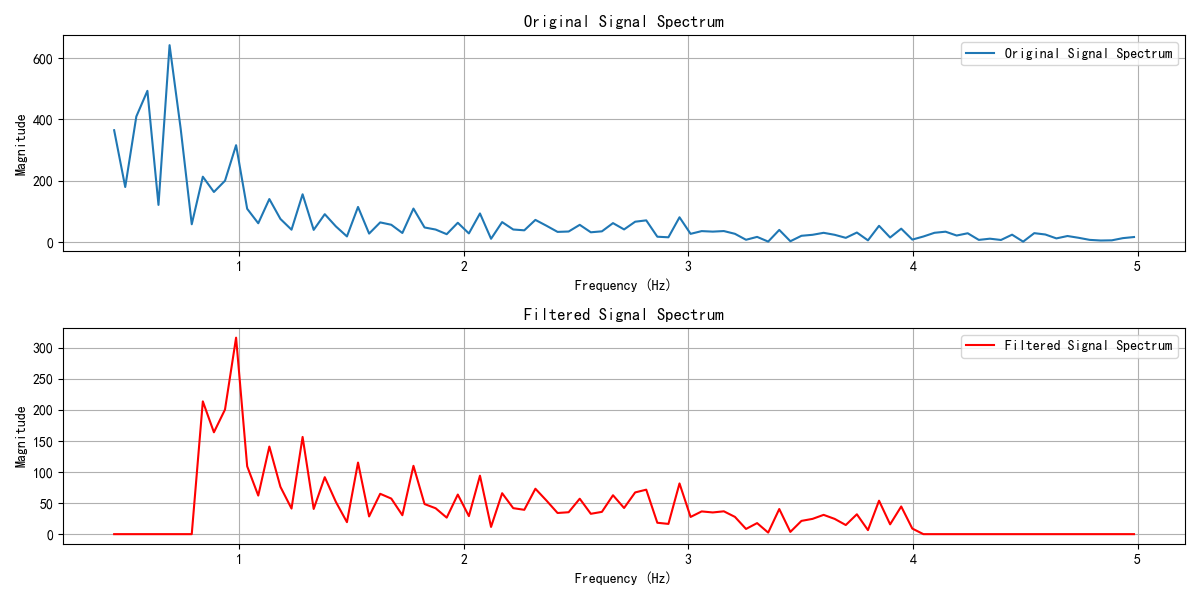 Original Signal Spectrum
Original Signal Spectrum
Magnitude
600
400
200
0
1 2 3 4 5
Frequency (Hz)
Filtered Signal Spectrum
Filtered Signal Spectrum
Magnitude
300
250
200
150
100
50
0
1 2 3 4 5
Frequency (Hz)